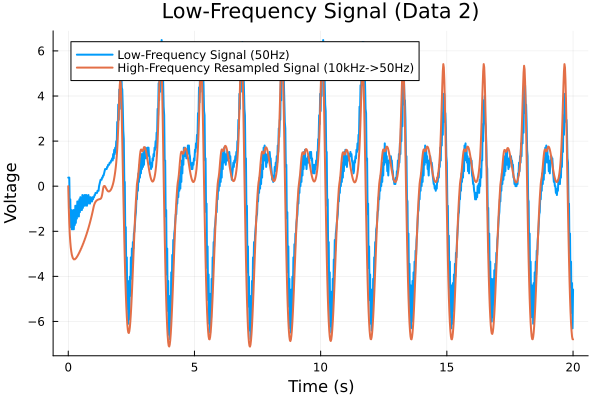 Low-Frequency Signal (Data 2)
Low-Frequency Signal (50Hz)
High-Frequency Resampled Signal (10kHz->50Hz)
6
4
2
0
−2
−4
−6
Voltage
0 5 10 15 20
Time (s)